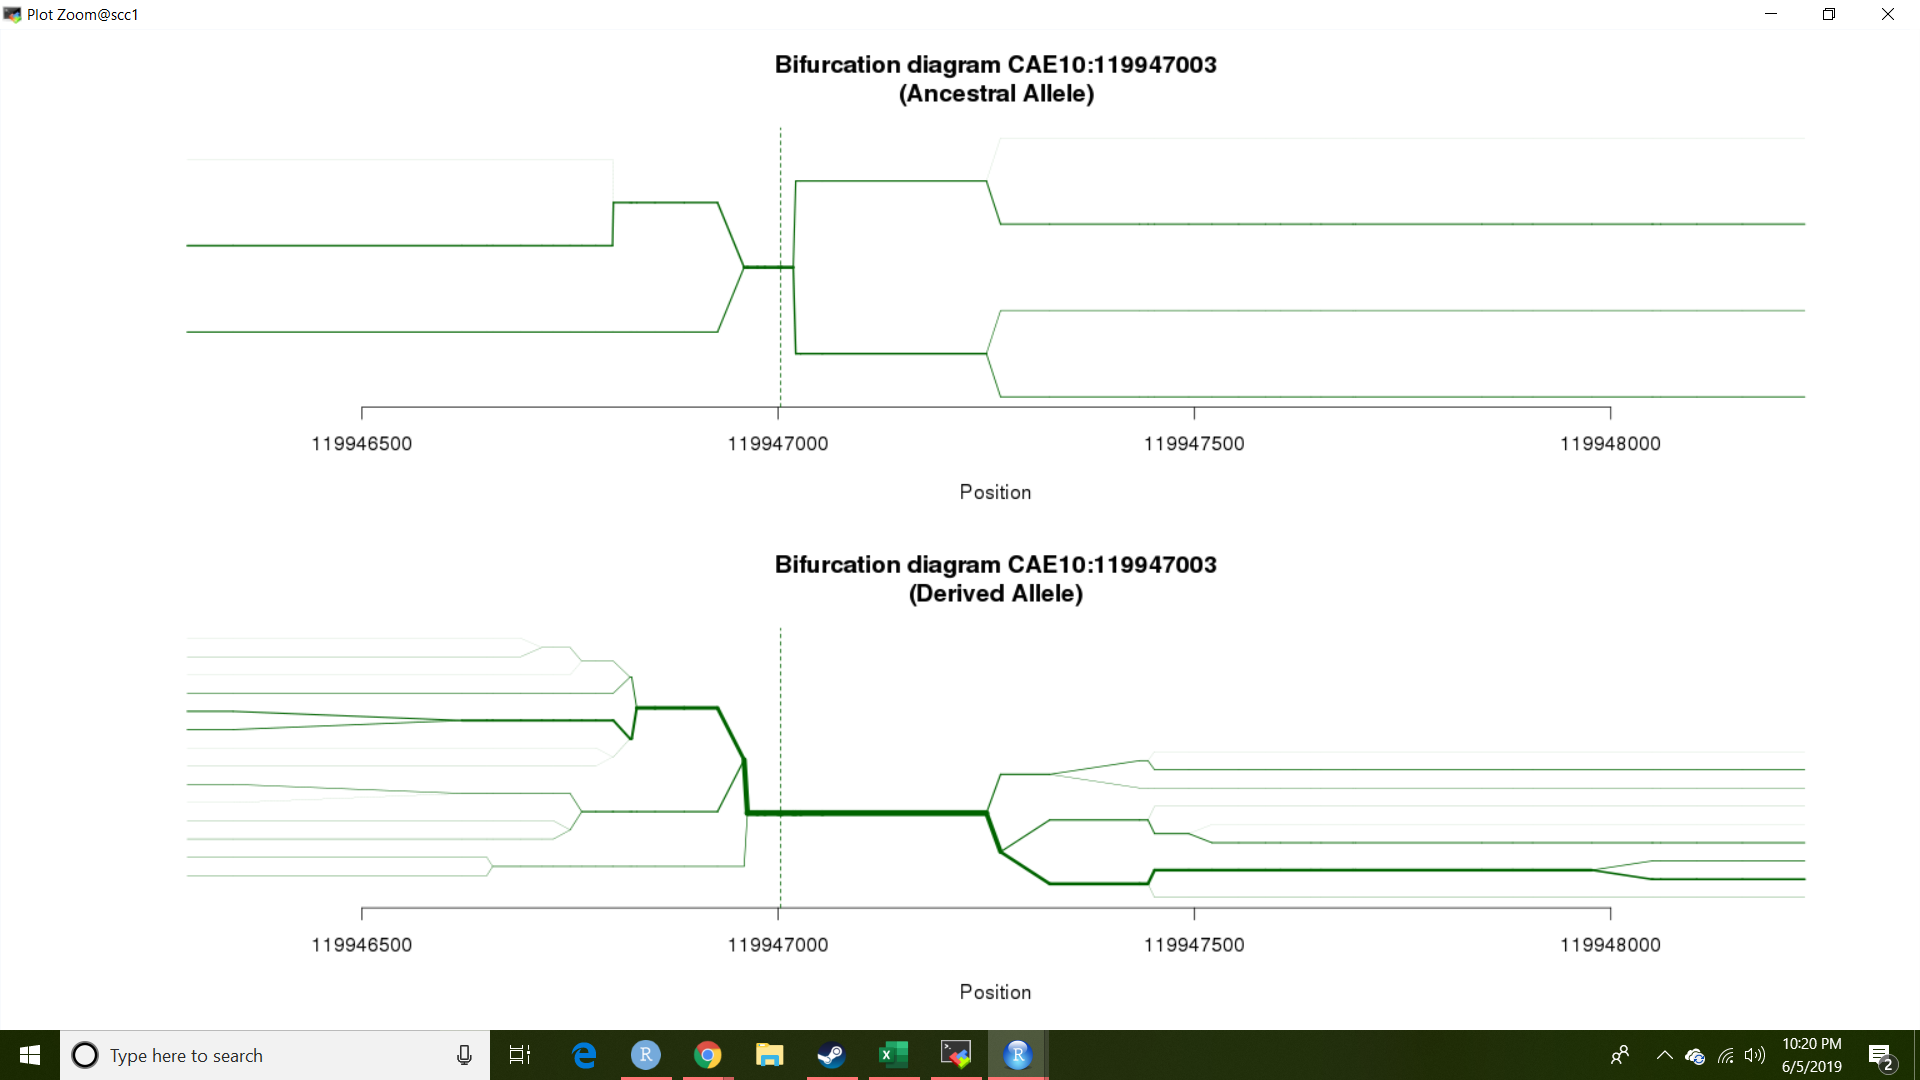 Plot Zoom@scc1
Bifurcation diagram CAE10:119947003
(Ancestral Allele)
119946500 119947000 119947500 119948000
Position
Bifurcation diagram CAE10:119947003
(Derived Allele)
119946500 119947000 119947500 119948000
Position
Type here to search
R
R
10:20 PM
6/5/2019
2